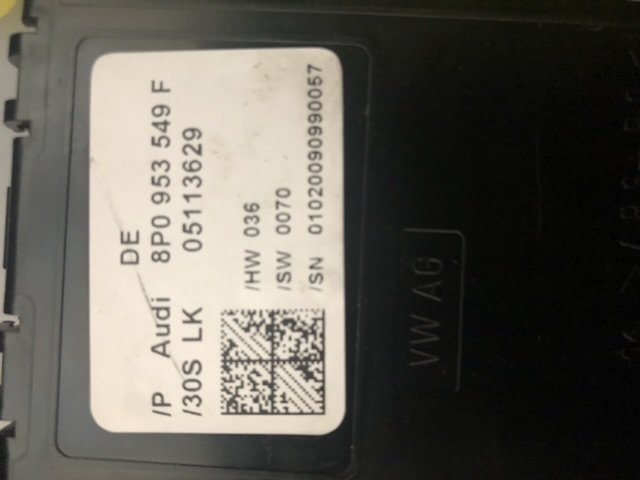 DE
/P Audi 8P0 953 549 F
/30S LK 05113629
/HW 036
/SW 0070
/SN 01020090990057
VW AG